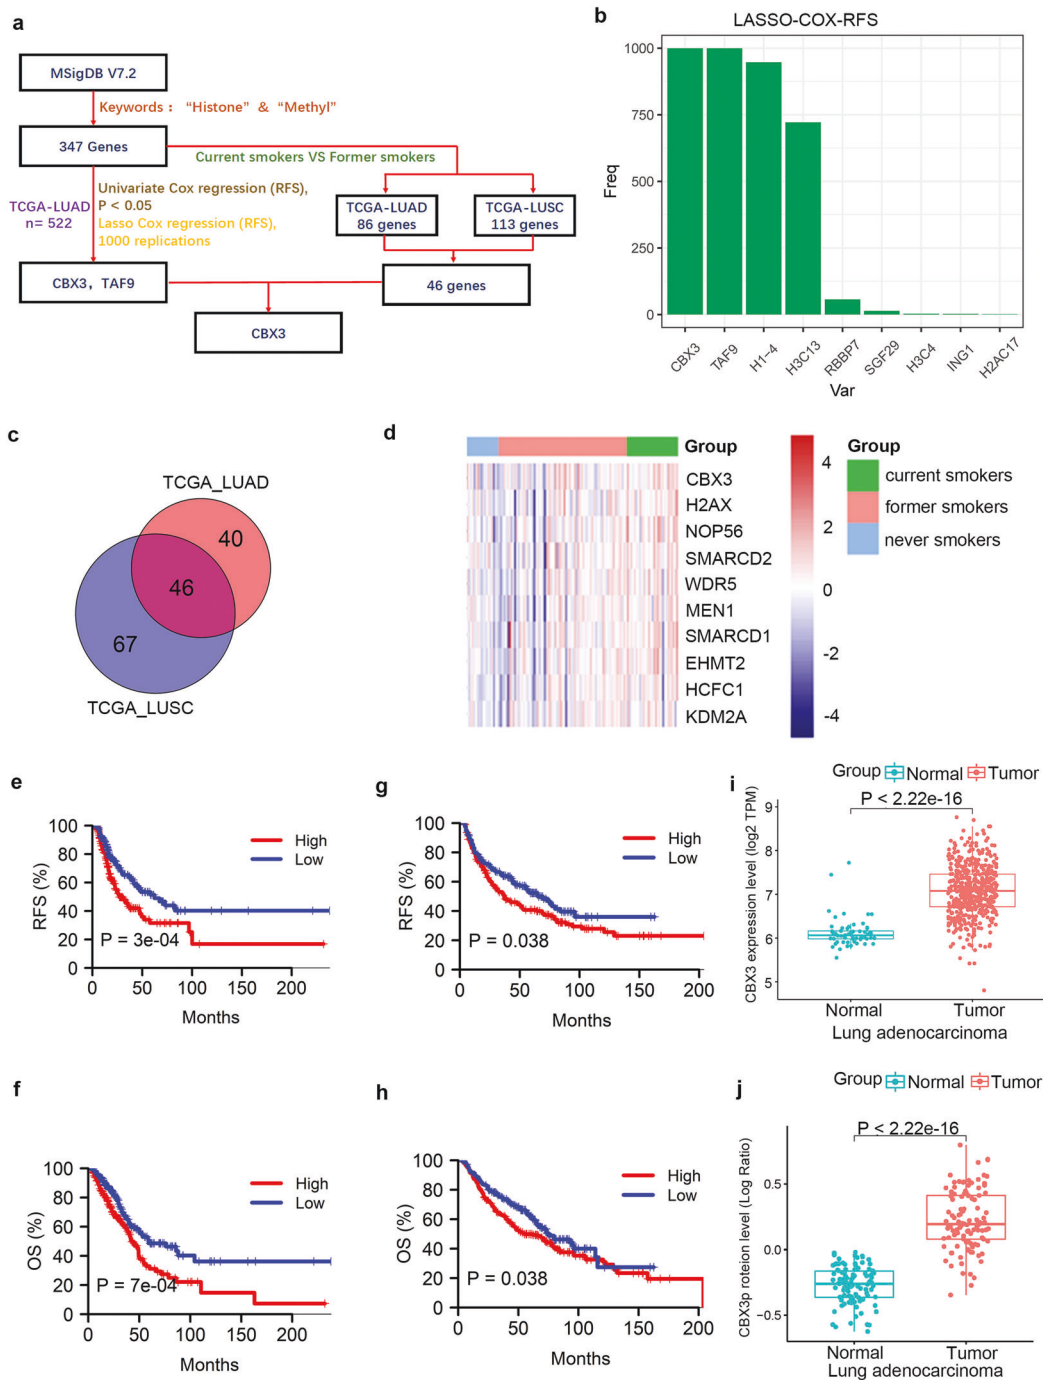 a
MSigDB V7.2
Keywords： “Histone” & “Methyl”
347 Genes
Current smokers VS Former smokers
TCGA-LUAD
n= 522
Univariate Cox regression (RFS),
P < 0.05
Lasso Cox regression (RFS),
1000 replications
TCGA-LUAD
86 genes
TCGA-LUSC
113 genes
CBX3，TAF9
46 genes
CBX3
b
LASSO-COX-RFS
Freq
1000
750
500
250
0
CBX3
TAF9
H1-4
H3C13
RBBP7
SGF29
H3C4
ING1
H2AC17
Var
c
TCGA_LUAD
40
46
67
TCGA_LUSC
d
Group
CBX3
H2AX
NOP56
SMARCD2
WDR5
MEN1
SMARCD1
EHMT2
HCFC1
KDM2A
4
2
0
-2
-4
Group
current smokers
former smokers
never smokers
e
RFS (%)
100
80
60
40
20
0
High
Low
P = 3e-04
0 50 100 150 200
Months
g
RFS (%)
100
80
60
40
20
0
High
Low
P = 0.038
0 50 100 150 200
Months
i
Group Normal Tumor
P < 2.22e-16
CBX3 expression level (log2 TPM)
9
8
7
6
5
Normal Tumor
Lung adenocarcinoma
f
OS (%)
100
80
60
40
20
0
High
Low
P = 7e-04
0 50 100 150 200
Months
h
OS (%)
100
80
60
40
20
0
High
Low
P = 0.038
0 50 100 150 200
Months
j
Group Normal Tumor
P < 2.22e-16
CBX3p rotein level (Log Ratio)
0.5
0.0
−0.5
Normal Tumor
Lung adenocarcinoma